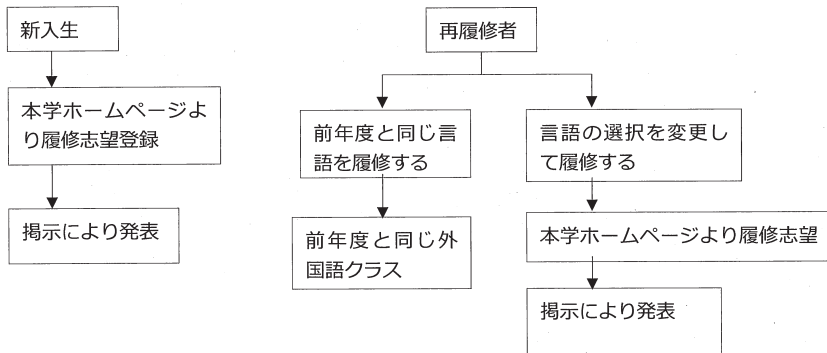 新入生
本学ホームページよ
り履修志望登録
掲示により発表
再履修者
前年度と同じ言
語を履修する
前年度と同じ外
国語クラス
言語の選択を変更し
て履修する
本学ホームページより履修志望
掲示により発表